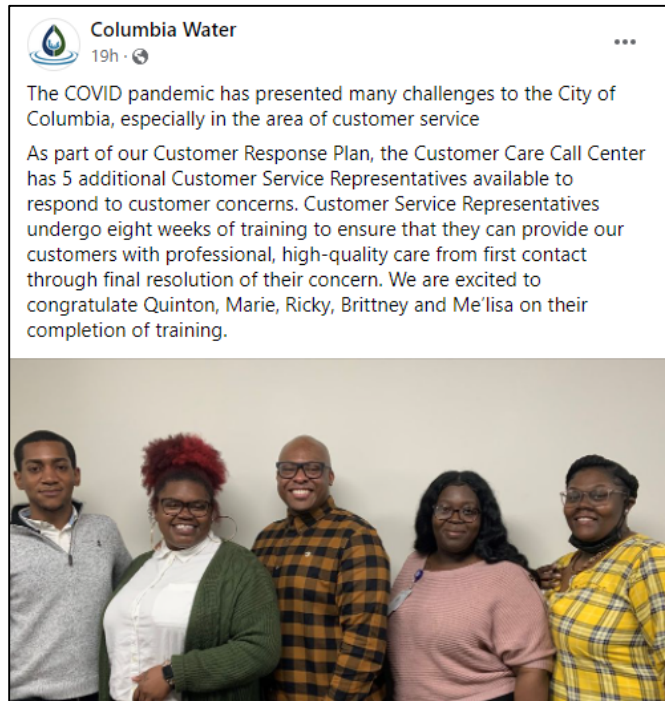 Columbia Water
19h ·
The COVID pandemic has presented many challenges to the City of
Columbia, especially in the area of customer service
As part of our Customer Response Plan, the Customer Care Call Center
has 5 additional Customer Service Representatives available to
respond to customer concerns. Customer Service Representatives
undergo eight weeks of training to ensure that they can provide our
customers with professional, high-quality care from first contact
through final resolution of their concern. We are excited to
congratulate Quinton, Marie, Ricky, Brittney and Me'lisa on their
completion of training.